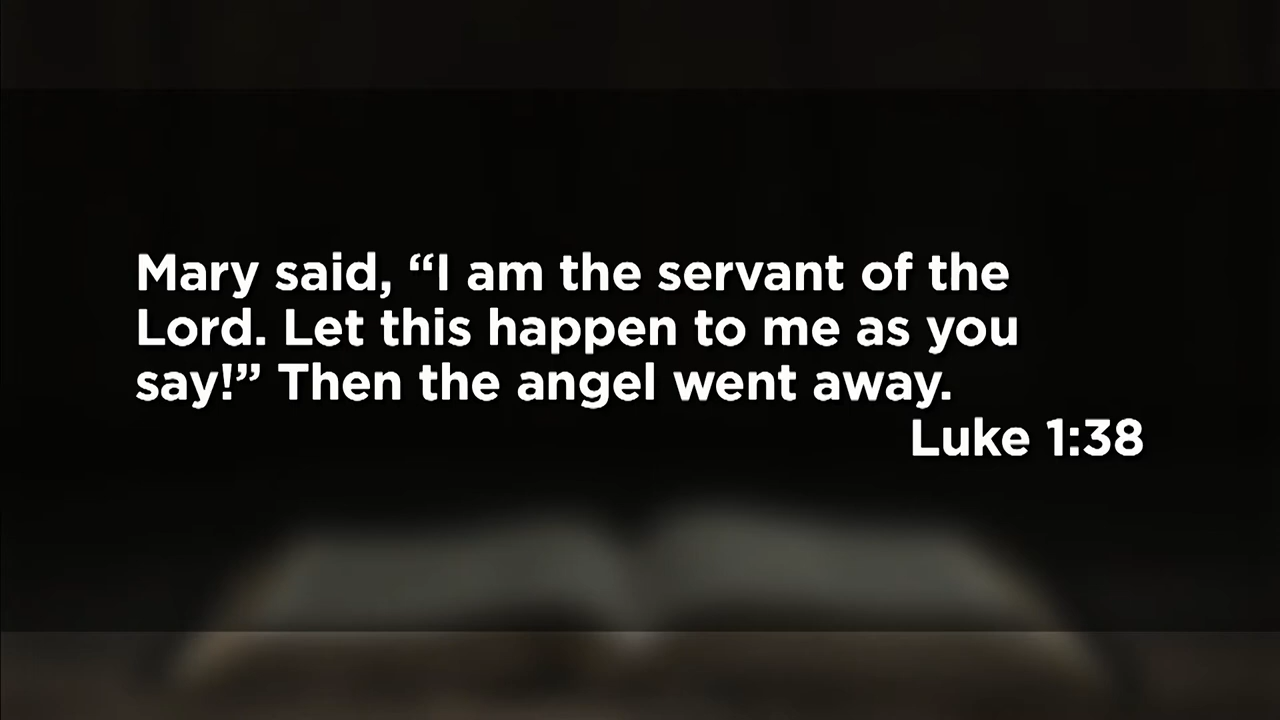 Mary said, “I am the servant of the
Lord. Let this happen to me as you
say!” Then the angel went away.
Luke 1:38